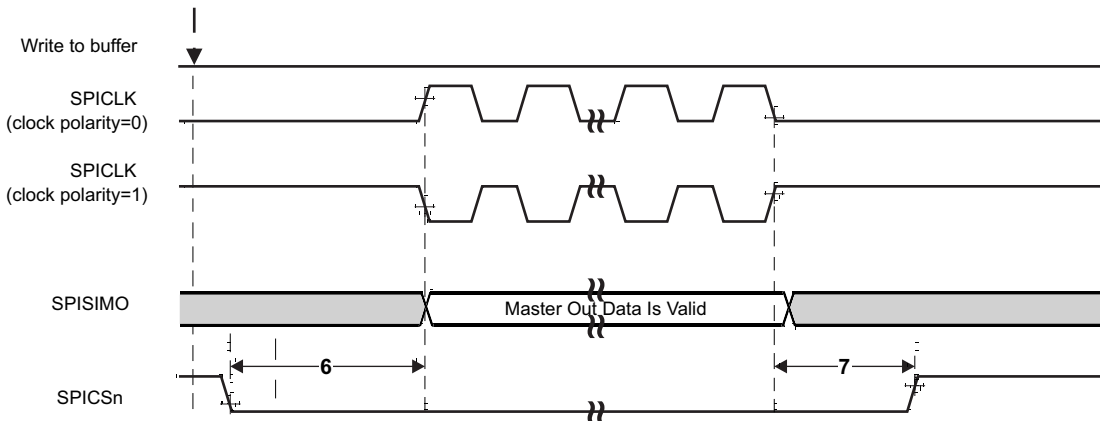 Write to buffer
SPICLK
(clock polarity=0)
SPICLK
(clock polarity=1)
SPISIMO
Master Out Data Is Valid
6
7
SPICSn